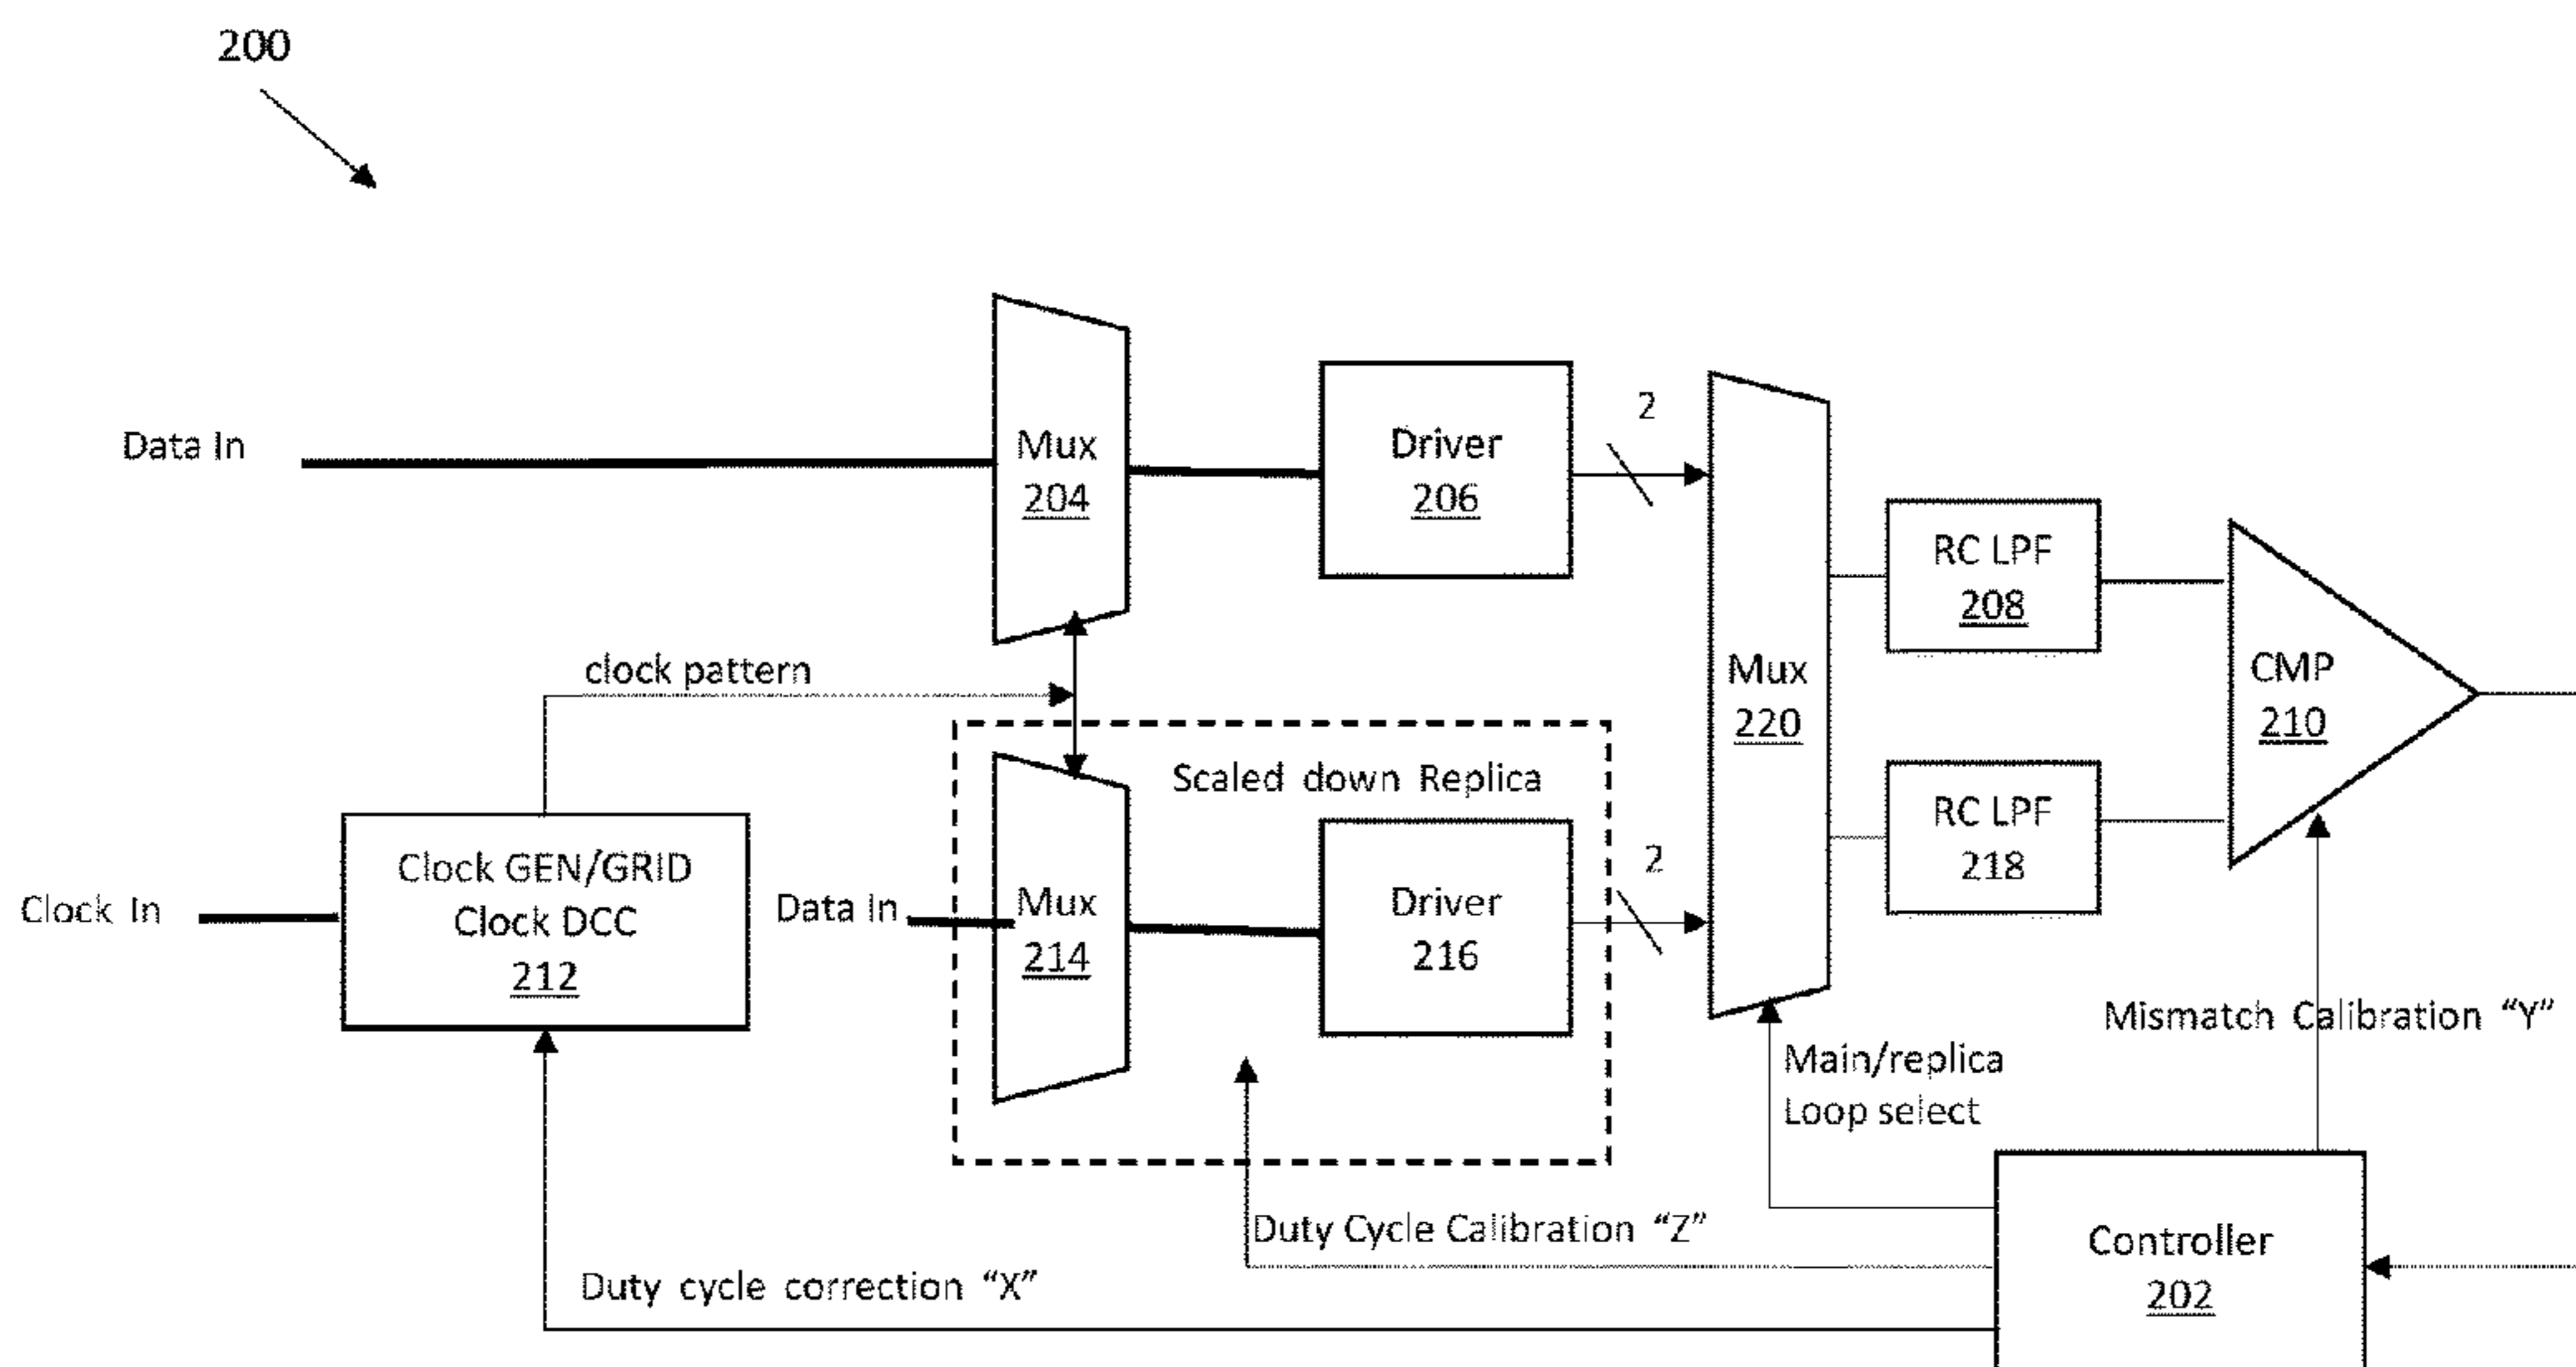 200
Data In
Mux
204
Driver
206
2
Mux
220
RC LPF
208
CMP
210
clock pattern
RC LPF
218
Scaled down Replica
Clock In
Clock GEN/GRID
Clock DCC
212
Data In
Mux
214
Driver
216
2
Main/replica
Loop select
Mismatch Calibration “Y”
Duty Cycle Calibration “Z”
Duty cycle correction “X”
Controller
202